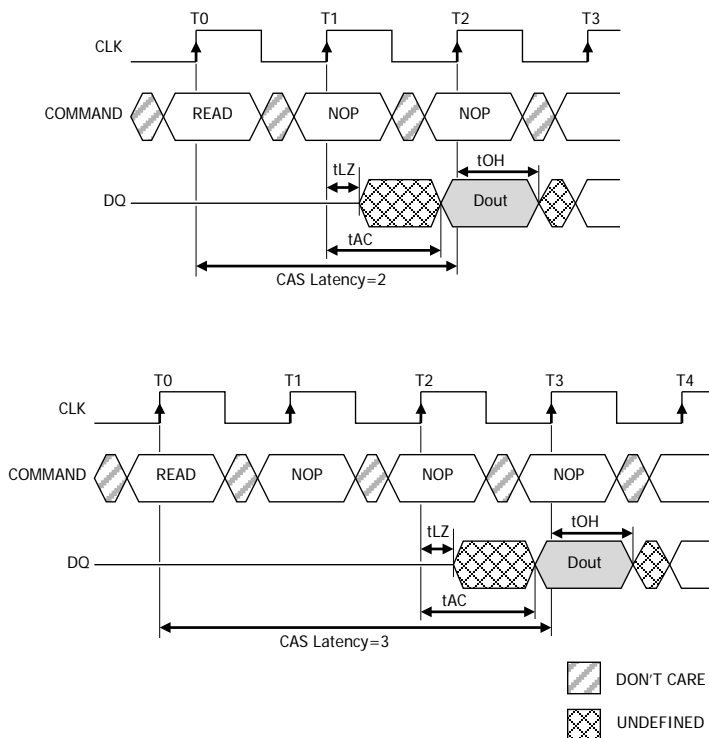 T0 T1 T2 T3
CLK
COMMAND READ NOP NOP
tLZ tOH
DQ Dout
tAC
CAS Latency=2
T0 T1 T2 T3 T4
CLK
COMMAND READ NOP NOP NOP
tLZ tOH
DQ Dout
tAC
CAS Latency=3
DON'T CARE
UNDEFINED